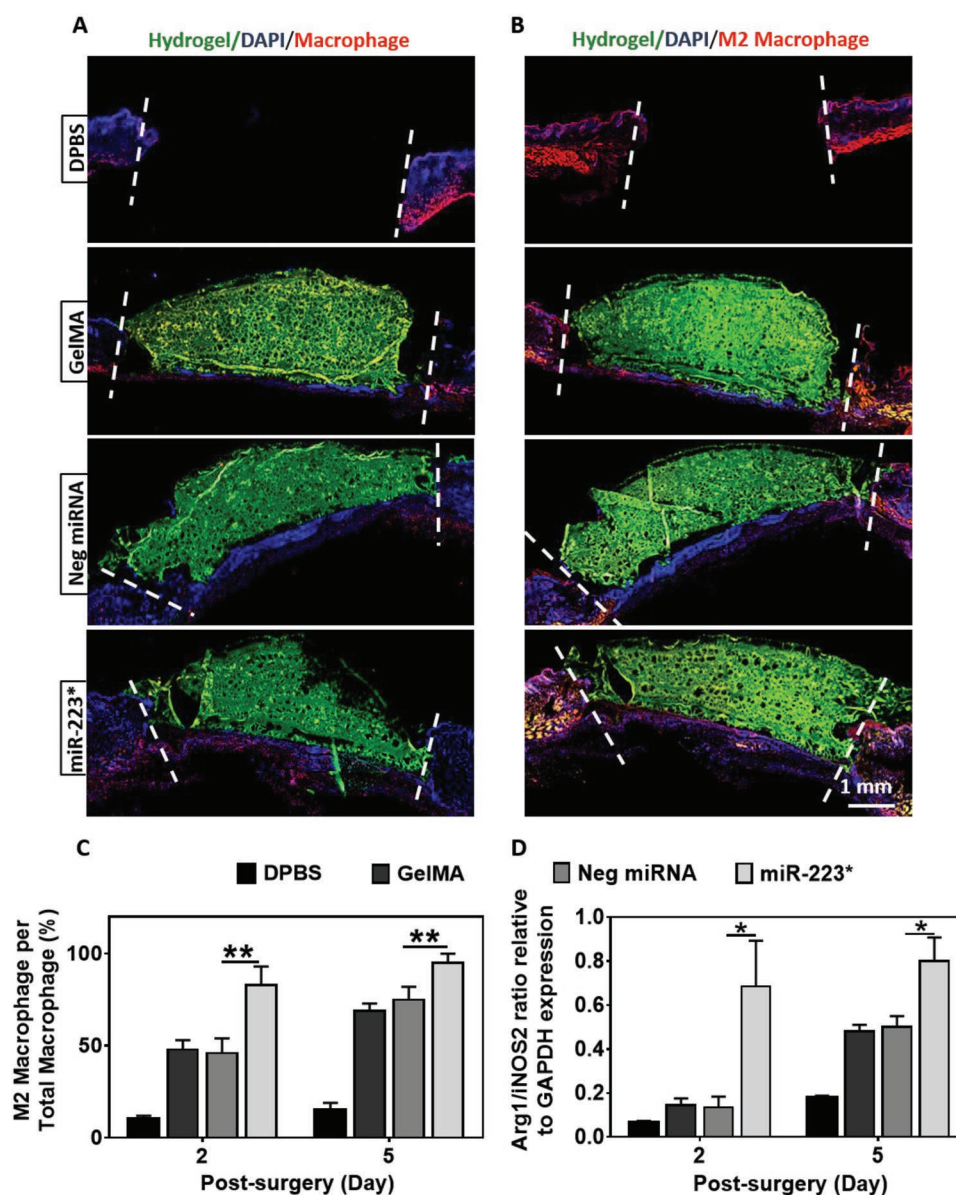 A
Hydrogel/DAPI/Macrophage
B
Hydrogel/DAPI/M2 Macrophage
DPBS
GelMA
Neg miRNA
miR-223*
1 mm
C
DPBS
GelMA
D
Neg miRNA
miR-223*
M2 Macrophage per
Total Macrophage (%)
100
50
0
**
**
2
5
Post-surgery (Day)
Arg1/iNOS2 ratio relative
to GAPDH expression
1.0
0.8
0.6
0.4
0.2
0.0
*
*
2
5
Post-surgery (Day)